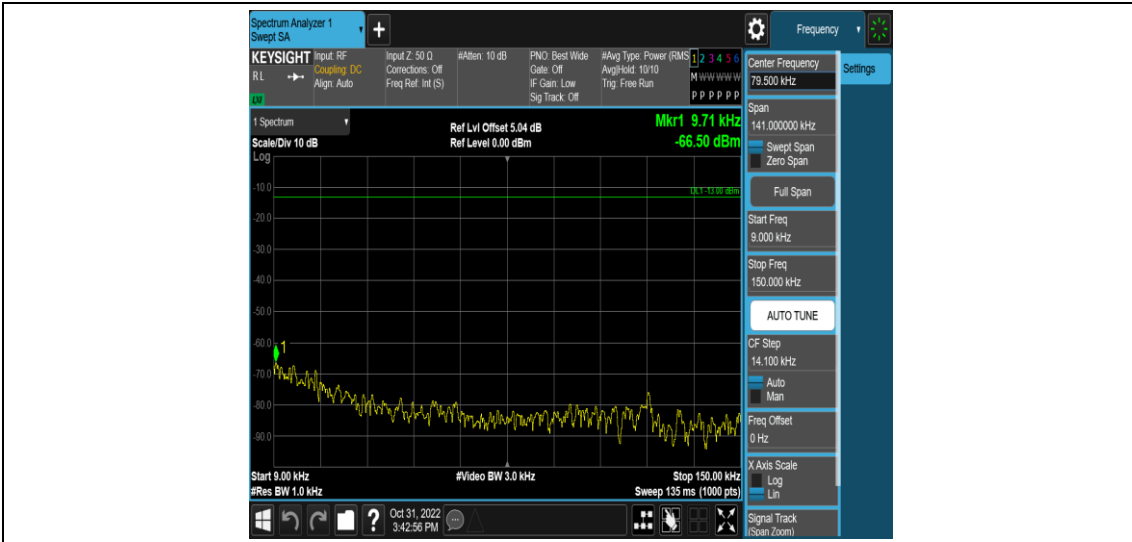 Spectrum Analyzer 1
Swept SA
+
Frequency
KEYSIGHT
RL
LXI
Input: RF
Coupling: DC
Align: Auto
Input Z: 50 Ω
Corrections: Off
Freq Ref: Int (S)
#Atten: 10 dB
PNO: Best Wide
Gate: Off
IF Gain: Low
Sig Track: Off
#Avg Type: Power (RMS
Avg|Hold: 10/10
Trig: Free Run
1 2 3 4 5 6
M W W W W W
P P P P P P
1 Spectrum
Scale/Div 10 dB
Log
Ref Lvl Offset 5.04 dB
Ref Level 0.00 dBm
Mkr1 9.71 kHz
-66.50 dBm
DL1 -13.00 dBm
-10.0
-20.0
-30.0
-40.0
-50.0
-60.0
1
-70.0
-80.0
-90.0
Start 9.00 kHz
#Res BW 1.0 kHz
#Video BW 3.0 kHz
Stop 150.00 kHz
Sweep 135 ms (1000 pts)
Center Frequency
79.500 kHz
Settings
Span
141.000000 kHz
Swept Span
Zero Span
Full Span
Start Freq
9.000 kHz
Stop Freq
150.000 kHz
AUTO TUNE
CF Step
14.100 kHz
Auto
Man
Freq Offset
0 Hz
X Axis Scale
Log
Lin
Signal Track
(Span Zoom)
?
Oct 31, 2022
3:42:56 PM